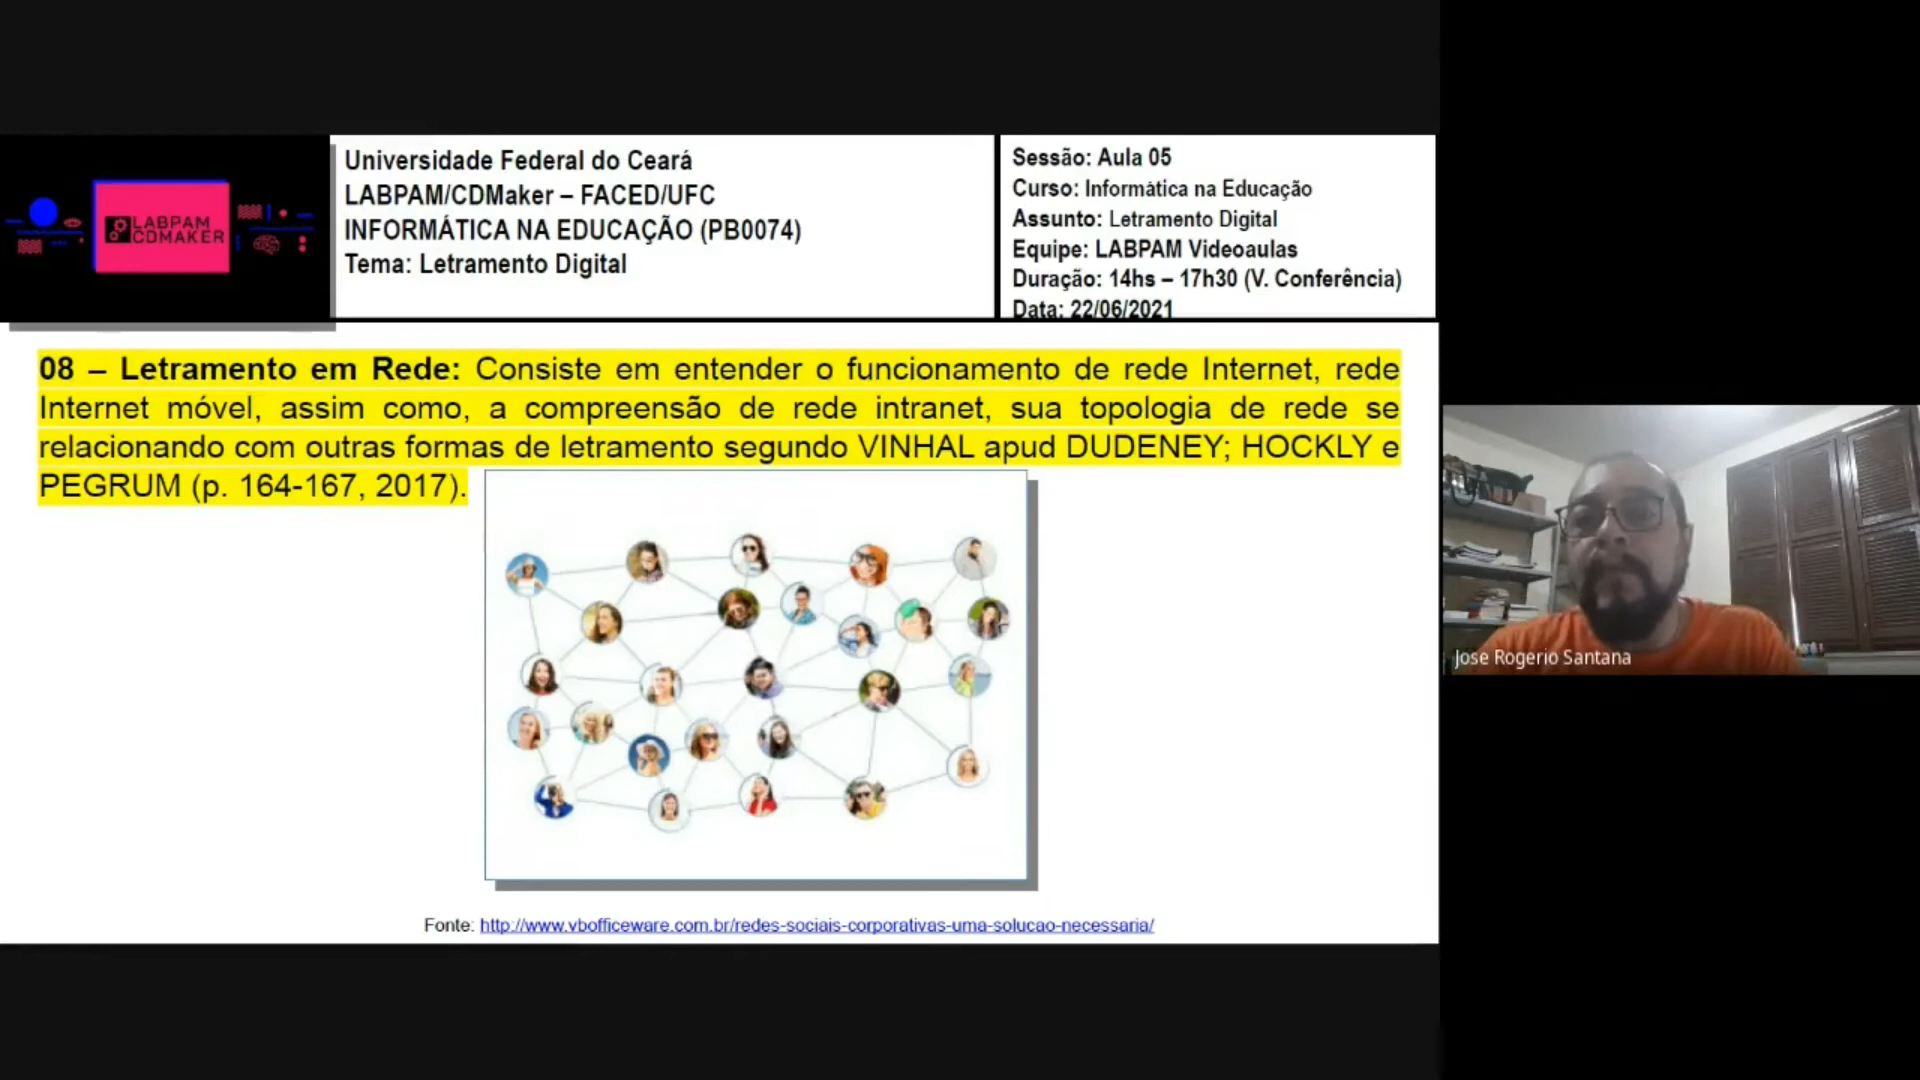 LABPAM
CDMAKER
Universidade Federal do Ceará
LABPAM/CDMaker – FACED/UFC
INFORMÁTICA NA EDUCAÇÃO (PB0074)
Tema: Letramento Digital
Sessão: Aula 05
Curso: Informática na Educação
Assunto: Letramento Digital
Equipe: LABPAM Videoaulas
Duração: 14hs – 17h30 (V. Conferência)
Data: 22/06/2021
08 – Letramento em Rede: Consiste em entender o funcionamento de rede Internet, rede
Internet móvel, assim como, a compreensão de rede intranet, sua topologia de rede se
relacionando com outras formas de letramento segundo VINHAL apud DUDENEY; HOCKLY e
PEGRUM (p. 164-167, 2017).
Fonte: http://www.vbofficeware.com.br/redes-sociais-corporativas-uma-solucao-necessaria/
Jose Rogerio Santana